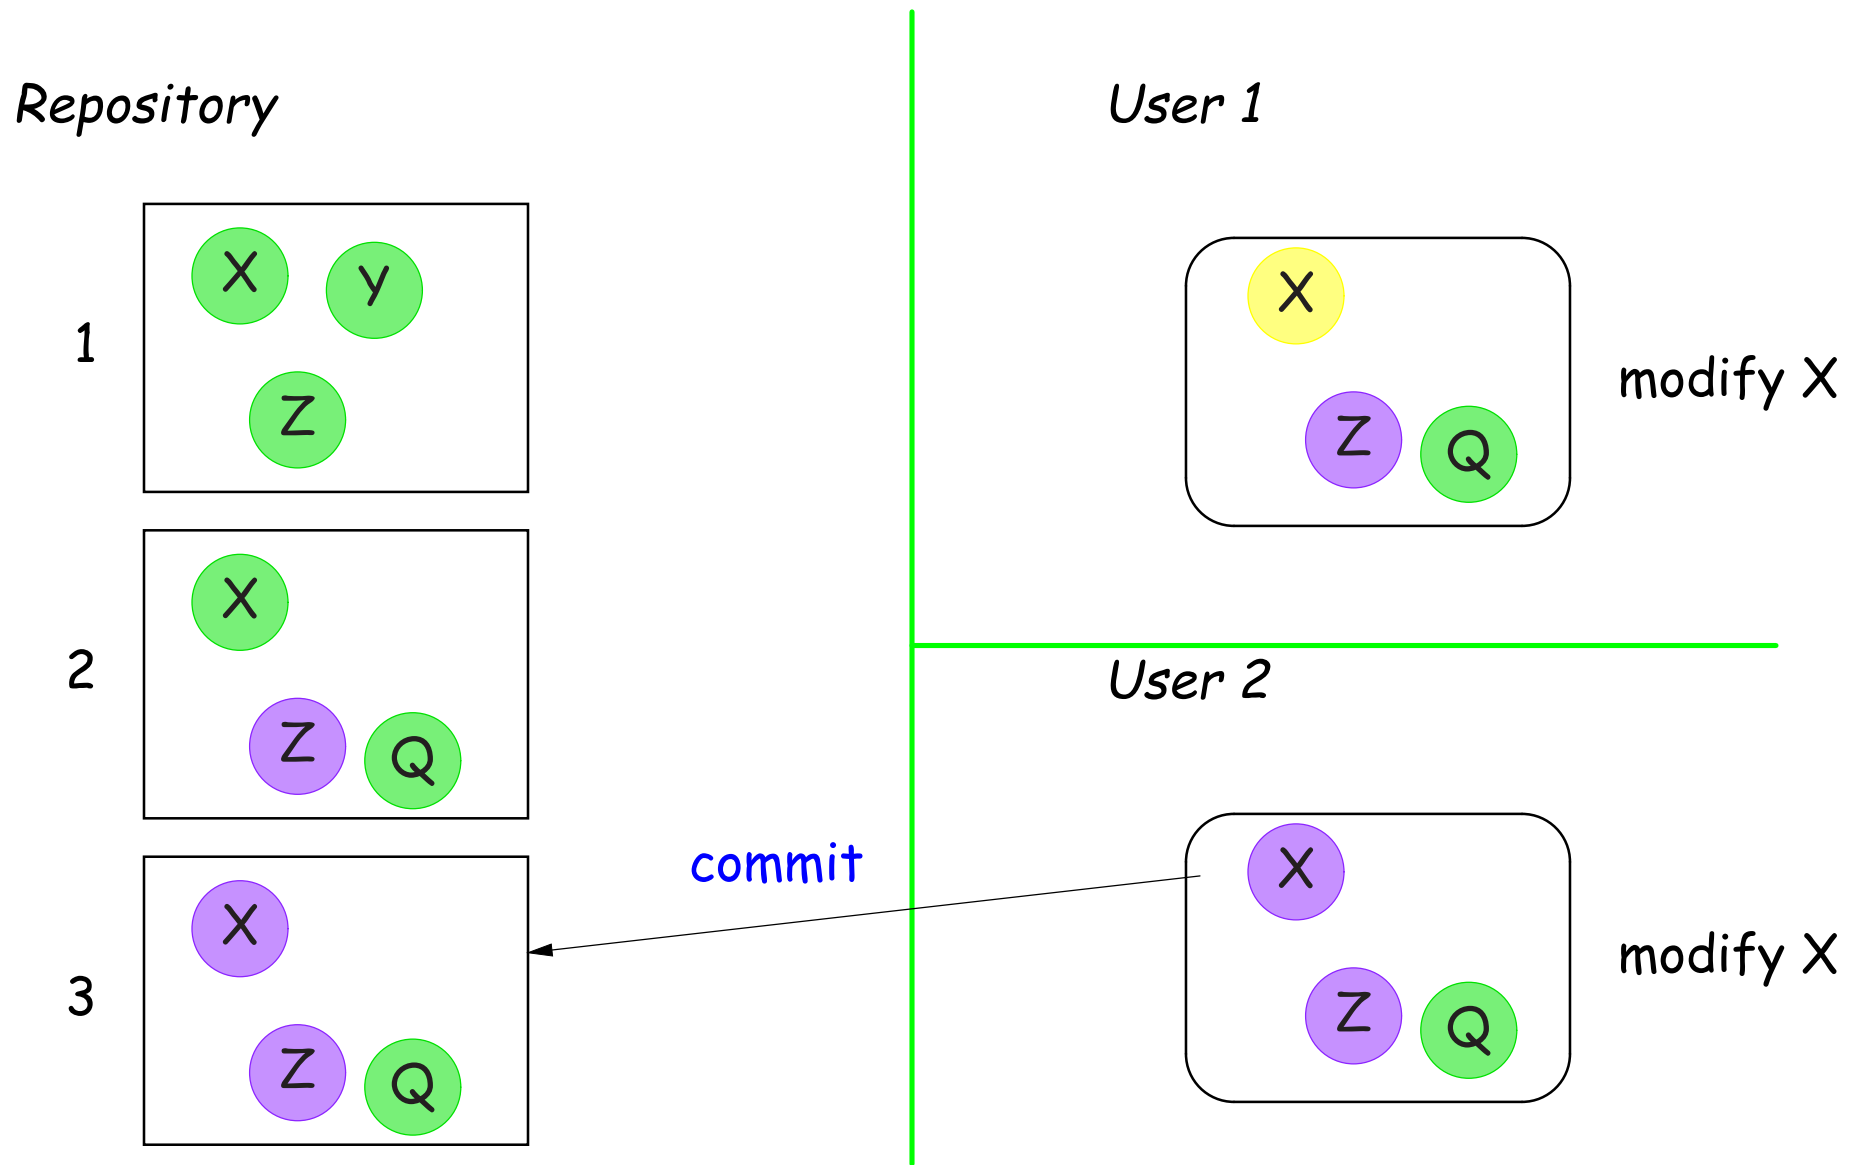 Repository
1
X
Y
Z
2
X
Z
Q
3
X
Z
Q
commit
User 1
X
Z
Q
modify X
User 2
X
Z
Q
modify X